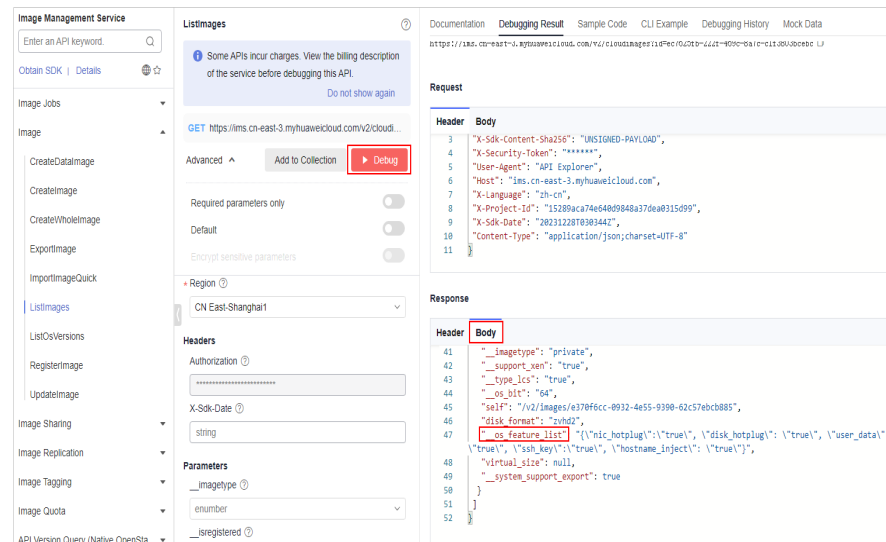 Image Management Service
Enter an API keyword.
Obtain SDK | Details
Image Jobs
Image
CreateDataImage
CreateImage
CreateWholeImage
ExportImage
ImportImageQuick
ListImages
ListOsVersions
RegisterImage
UpdateImage
Image Sharing
Image Replication
Image Tagging
Image Quota
API Version Query (Native OpenSta...
ListImages
Some APIs incur charges. View the billing description
of the service before debugging this API.
Do not show again
GET https://ims.cn-east-3.myhuaweicloud.com/v2/cloudi...
Advanced
Add to Collection
Debug
Required parameters only
Default
Encrypt sensitive parameters
* Region
CN East-Shanghai1
Headers
Authorization
************************
X-Sdk-Date
string
Parameters
__imagetype
enumber
__isregistered
Documentation Debugging Result Sample Code CLI Example Debugging History Mock Data
Request
Header Body
3 "X-Sdk-Content-Sha256": "UNSIGNED-PAYLOAD",
4 "X-Security-Token": "******",
5 "User-Agent": "API Explorer",
6 "Host": "ims.cn-east-3.myhuaweicloud.com",
7 "X-Language": "zh-cn",
8 "X-Project-Id": "15289aca74e640d9848a37dea0315d99",
9 "X-Sdk-Date": "20231228T030344Z",
10 "Content-Type": "application/json;charset=UTF-8"
11 }
Response
Header Body
41 "__imagetype": "private",
42 "__support_xen": "true",
43 "__type_lcs": "true",
44 "__os_bit": "64",
45 "self": "/v2/images/e370f6cc-0932-4e55-9390-62c57ebcb885",
46 "disk_format": "zvhd2",
47 "__os_feature_list" "{\"nic_hotplug\":\"true\", \"disk_hotplug\": \"true\", \"user_data\"
\"true\", \"ssh_key\":\"true\", \"hostname_inject\": \"true\"}",
48 "virtual_size": null,
49 "__system_support_export": true
50 }
51 ]
52 }